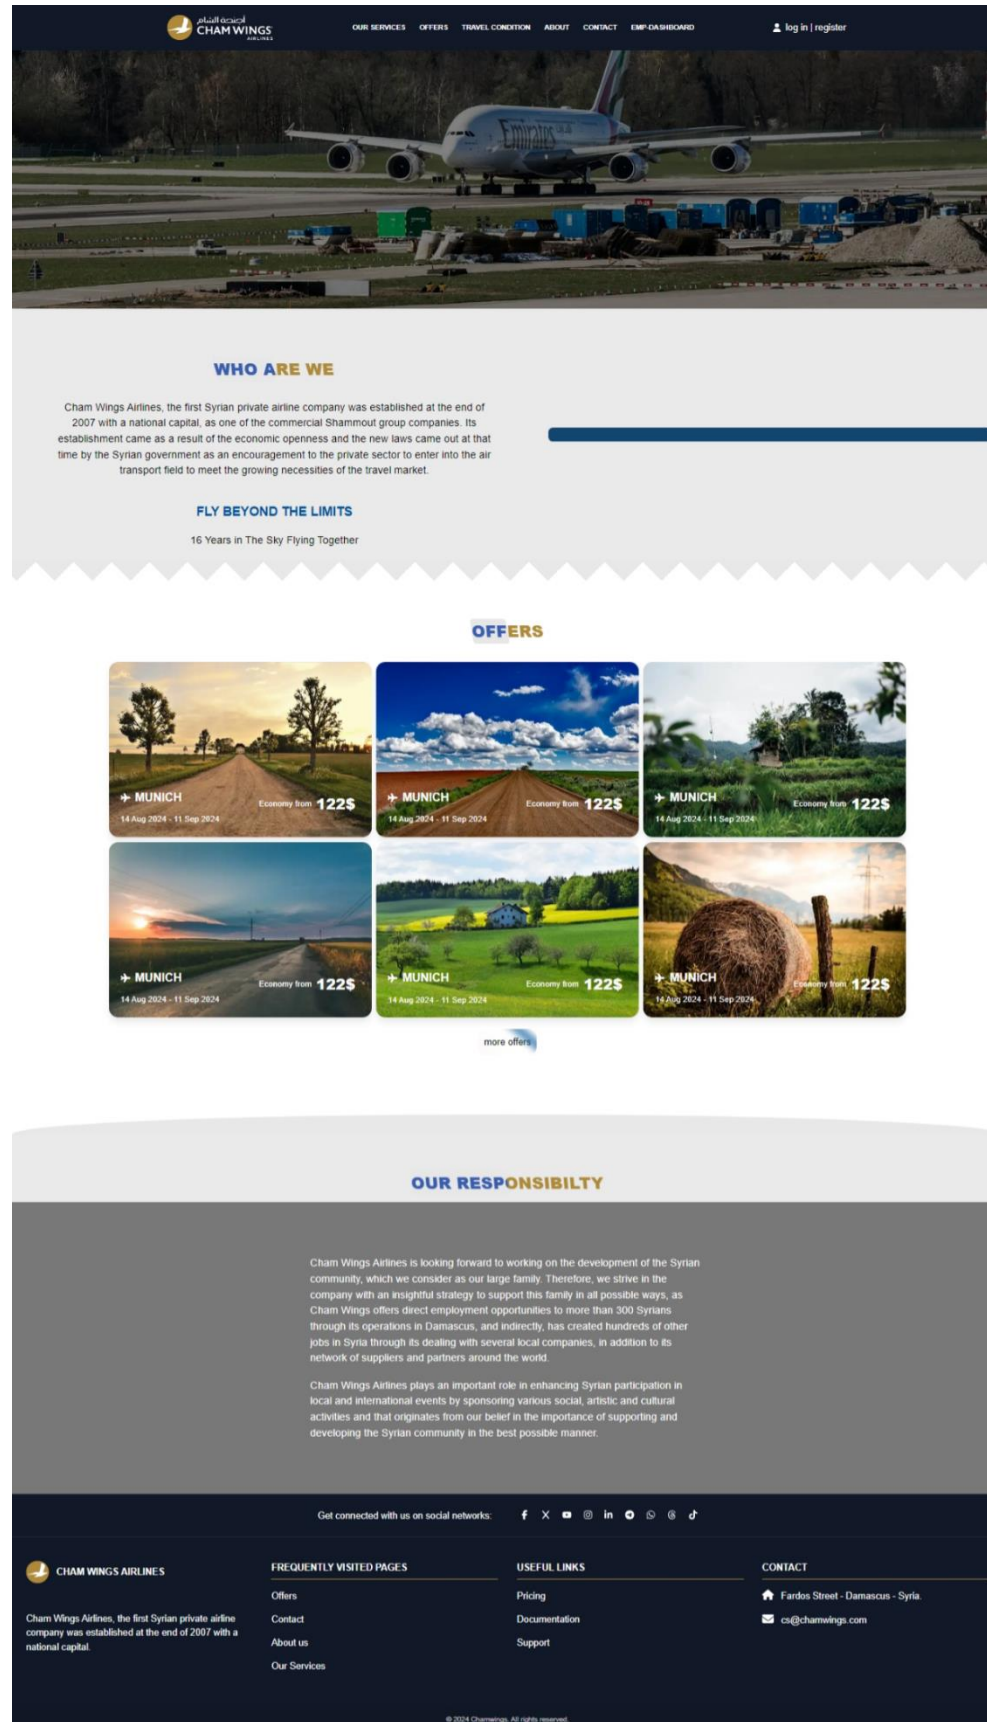 أجنحة الشام
CHAM WINGS
AIRLINES
OUR SERVICES OFFERS TRAVEL CONDITION ABOUT CONTACT EMP-DASHBOARD
log in | register
Emirates
WHO ARE WE
Cham Wings Airlines, the first Syrian private airline company was established at the end of
2007 with a national capital, as one of the commercial Shammout group companies. Its
establishment came as a result of the economic openness and the new laws came out at that
time by the Syrian government as an encouragement to the private sector to enter into the air
transport field to meet the growing necessities of the travel market.
FLY BEYOND THE LIMITS
16 Years in The Sky Flying Together
OFFERS
MUNICH
Economy from 122$
14 Aug 2024 - 11 Sep 2024
MUNICH
Economy from 122$
14 Aug 2024 - 11 Sep 2024
MUNICH
Economy from 122$
14 Aug 2024 - 11 Sep 2024
MUNICH
Economy from 122$
14 Aug 2024 - 11 Sep 2024
MUNICH
Economy from 122$
14 Aug 2024 - 11 Sep 2024
MUNICH
Economy from 122$
14 Aug 2024 - 11 Sep 2024
more offers
OUR RESPONSIBILTY
Cham Wings Airlines is looking forward to working on the development of the Syrian
community, which we consider as our large family. Therefore, we strive in the
company with an insightful strategy to support this family in all possible ways, as
Cham Wings offers direct employment opportunities to more than 300 Syrians
through its operations in Damascus, and indirectly, has created hundreds of other
jobs in Syria through its dealing with several local companies, in addition to its
network of suppliers and partners around the world.
Cham Wings Airlines plays an important role in enhancing Syrian participation in
local and international events by sponsoring various social, artistic and cultural
activities and that originates from our belief in the importance of supporting and
developing the Syrian community in the best possible manner.
Get connected with us on social networks:
CHAM WINGS AIRLINES
Cham Wings Airlines, the first Syrian private airline
company was established at the end of 2007 with a
national capital.
FREQUENTLY VISITED PAGES
Offers
Contact
About us
Our Services
USEFUL LINKS
Pricing
Documentation
Support
CONTACT
Fardos Street - Damascus - Syria.
cs@chamwings.com
© 2024 Chamwings. All rights reserved.